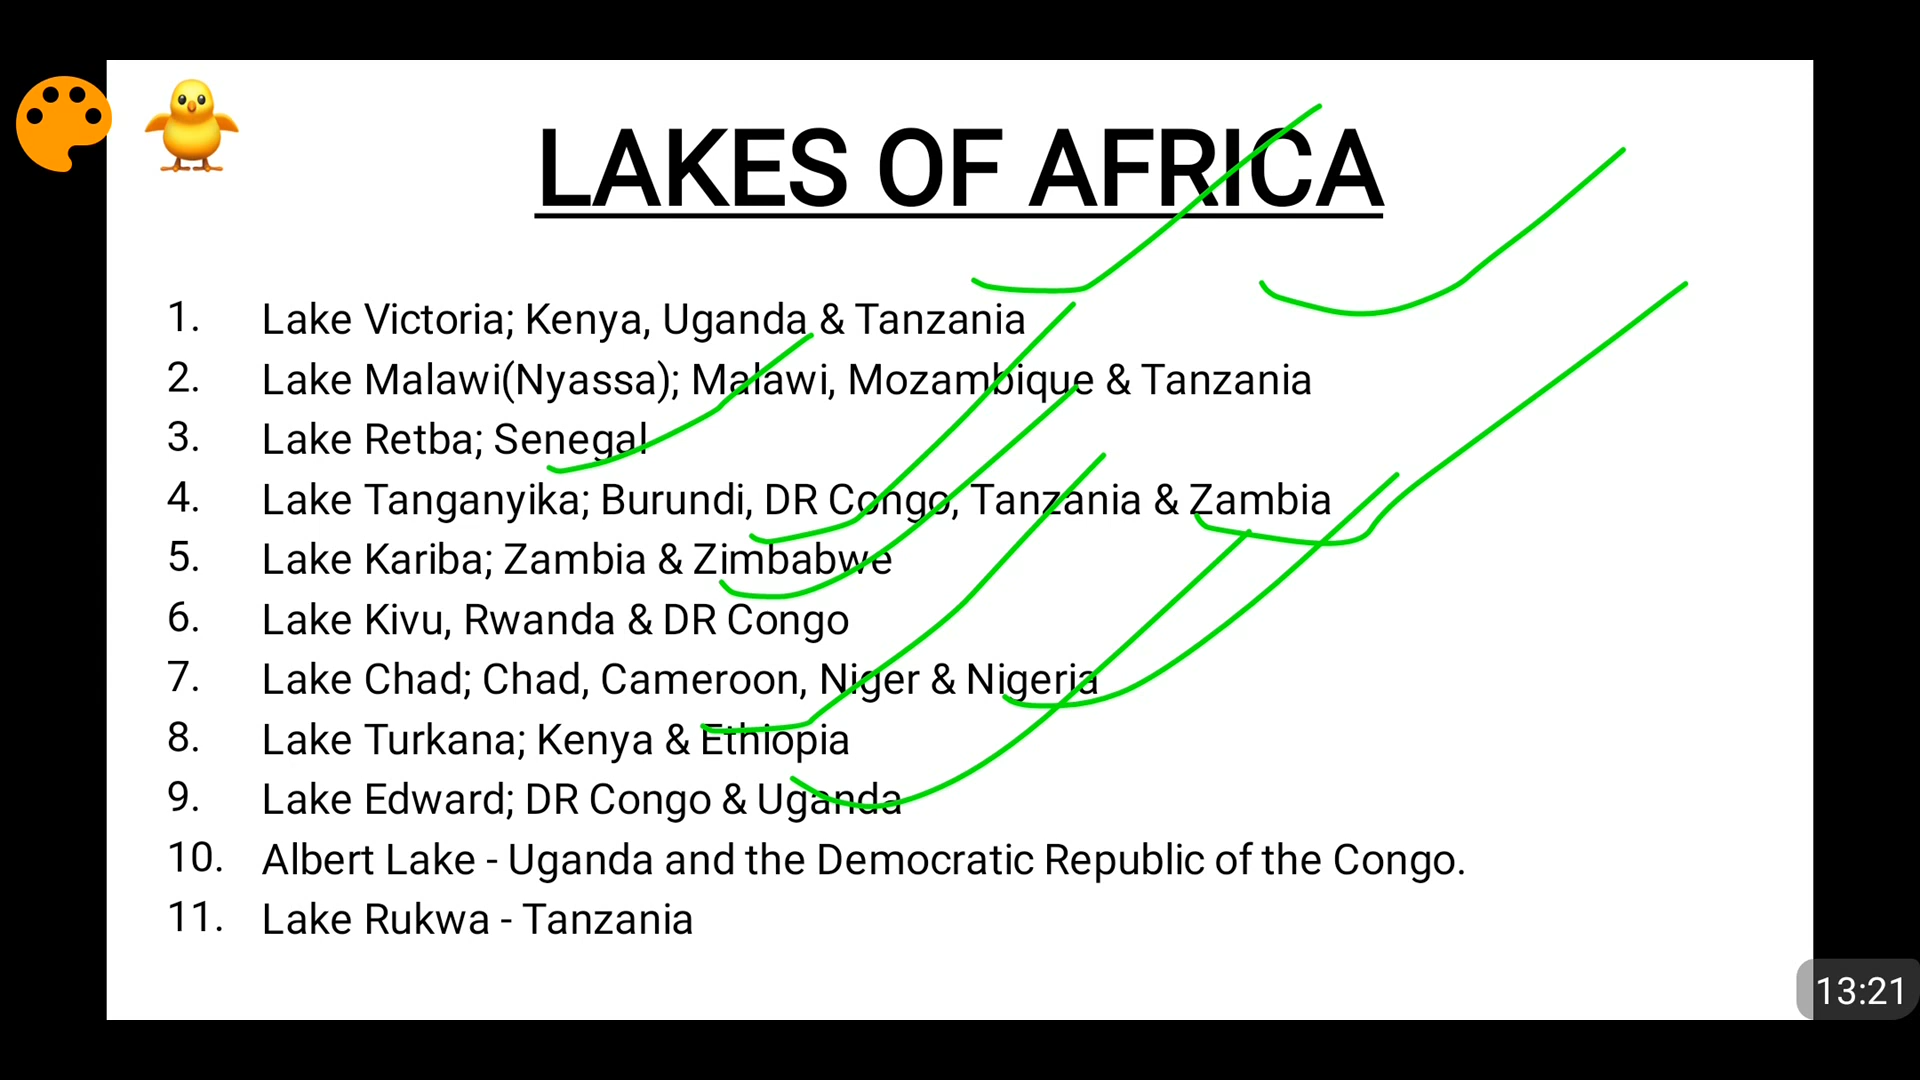 LAKES OF AFRICA
1. Lake Victoria; Kenya, Uganda & Tanzania
2. Lake Malawi(Nyassa); Malawi, Mozambique & Tanzania
3. Lake Retba; Senegal
4. Lake Tanganyika; Burundi, DR Congo, Tanzania & Zambia
5. Lake Kariba; Zambia & Zimbabwe
6. Lake Kivu, Rwanda & DR Congo
7. Lake Chad; Chad, Cameroon, Niger & Nigeria
8. Lake Turkana; Kenya & Ethiopia
9. Lake Edward; DR Congo & Uganda
10. Albert Lake - Uganda and the Democratic Republic of the Congo.
11. Lake Rukwa - Tanzania
13:21